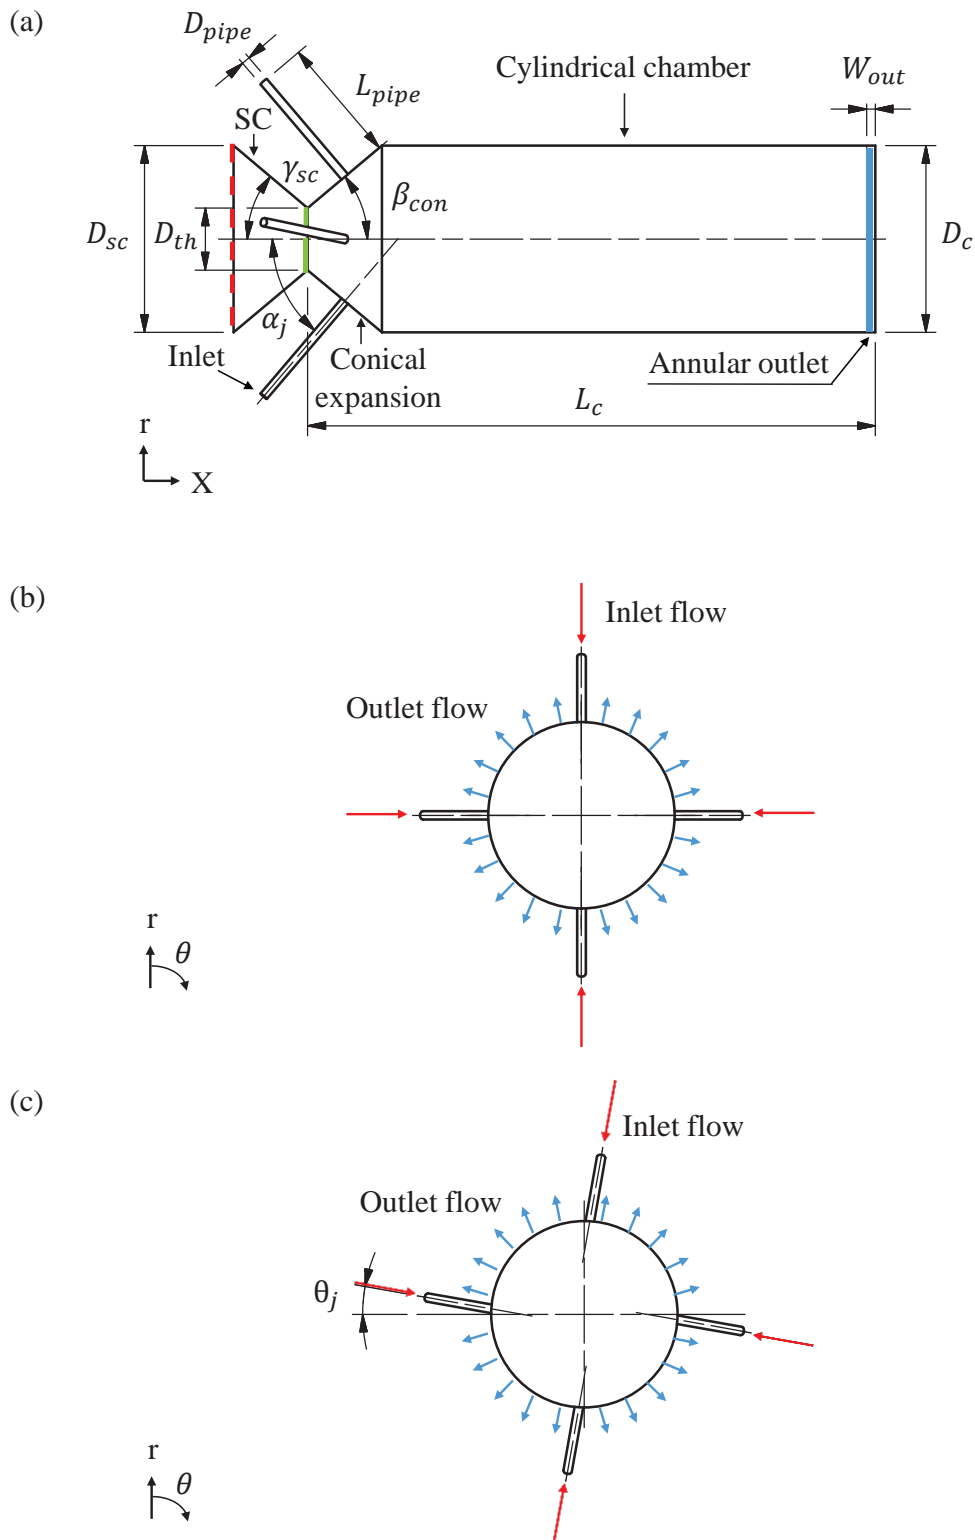 (a)
D_pipe
L_pipe
Cylindrical chamber
W_out
SC
γ_sc
β_con
D_sc
D_th
D_c
α_j
Inlet
Conical
expansion
Annular outlet
L_c
r
X
(b)
Inlet flow
Outlet flow
r
θ
(c)
Inlet flow
Outlet flow
θ_j
r
θ